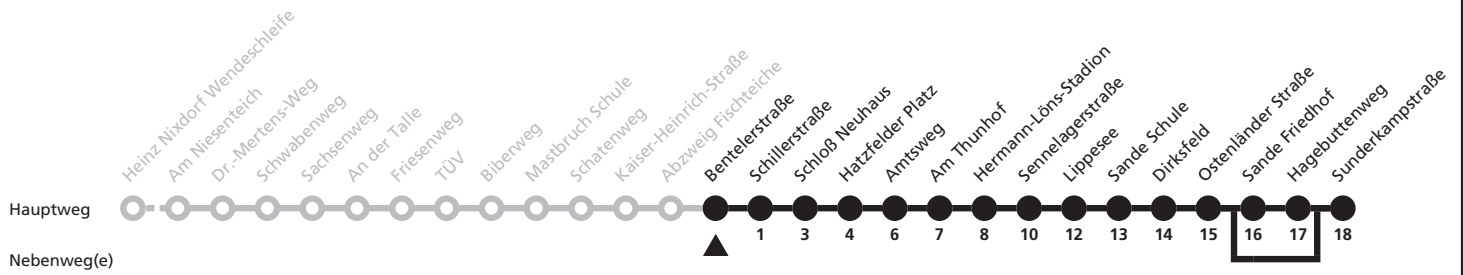 Heinz Nixdorf Wendeschleife
Am Niesenteich
Dr.-Mertens-Weg
Schwabenweg
Sachsenweg
An der Talle
Friesenweg
TÜV
Biberweg
Mastbruch Schule
Schatenweg
Kaiser-Heinrich-Straße
Abzweig Fischteiche
Bentelerstraße
Schillerstraße
Schloß Neuhaus
Hatzfelder Platz
Amtsweg
Am Thunhof
Hermann-Löns-Stadion
Sennelagerstraße
Lippesee
Sande Schule
Dirksfeld
Ostenländer Straße
Sande Friedhof
Hagebuttenweg
Sunderkampstraße
Hauptweg
1 3 4 6 7 8 10 12 13 14 15 16 17 18
Nebenweg(e)